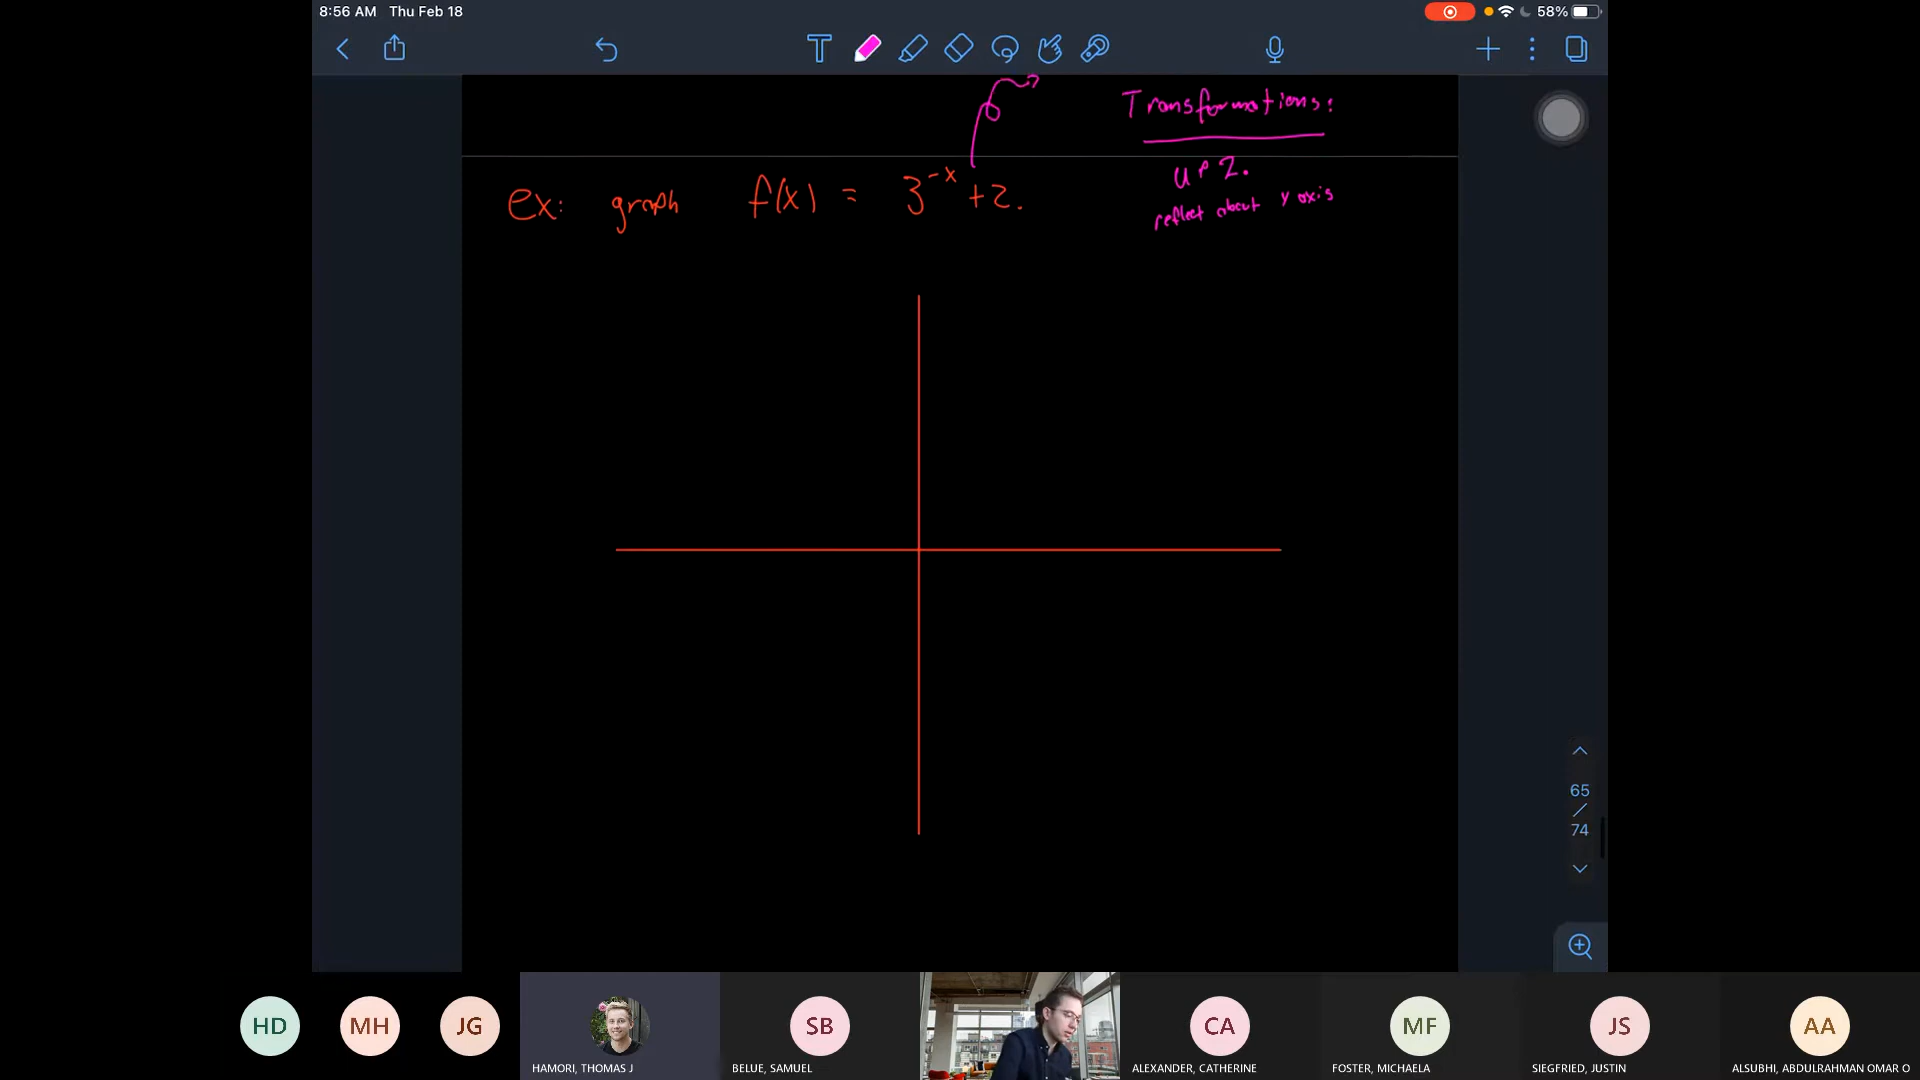 8:56 AM Thu Feb 18
58%
Transformations:
up 2.
ex: graph f(x) = 3^-x + 2.
reflect about y axis
65
/
74
HD
MH
JG
SB
CA
MF
JS
AA
HAMORI, THOMAS J
BELUE, SAMUEL
ALEXANDER, CATHERINE
FOSTER, MICHAELA
SIEGFRIED, JUSTIN
ALSUBHI, ABDULRAHMAN OMAR O